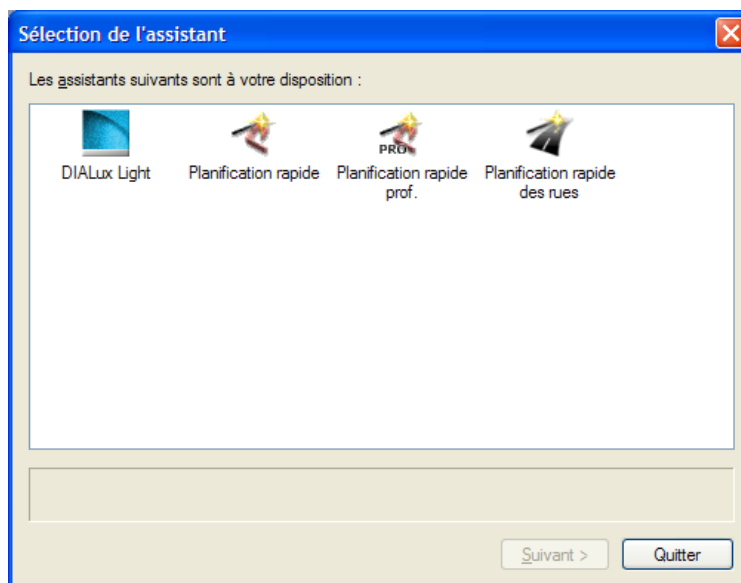 Sélection de l'assistant
Les assistants suivants sont à votre disposition :
PRO
DIALux Light
Planification rapide
Planification rapide
prof.
Planification rapide
des rues
Suivant >
Quitter